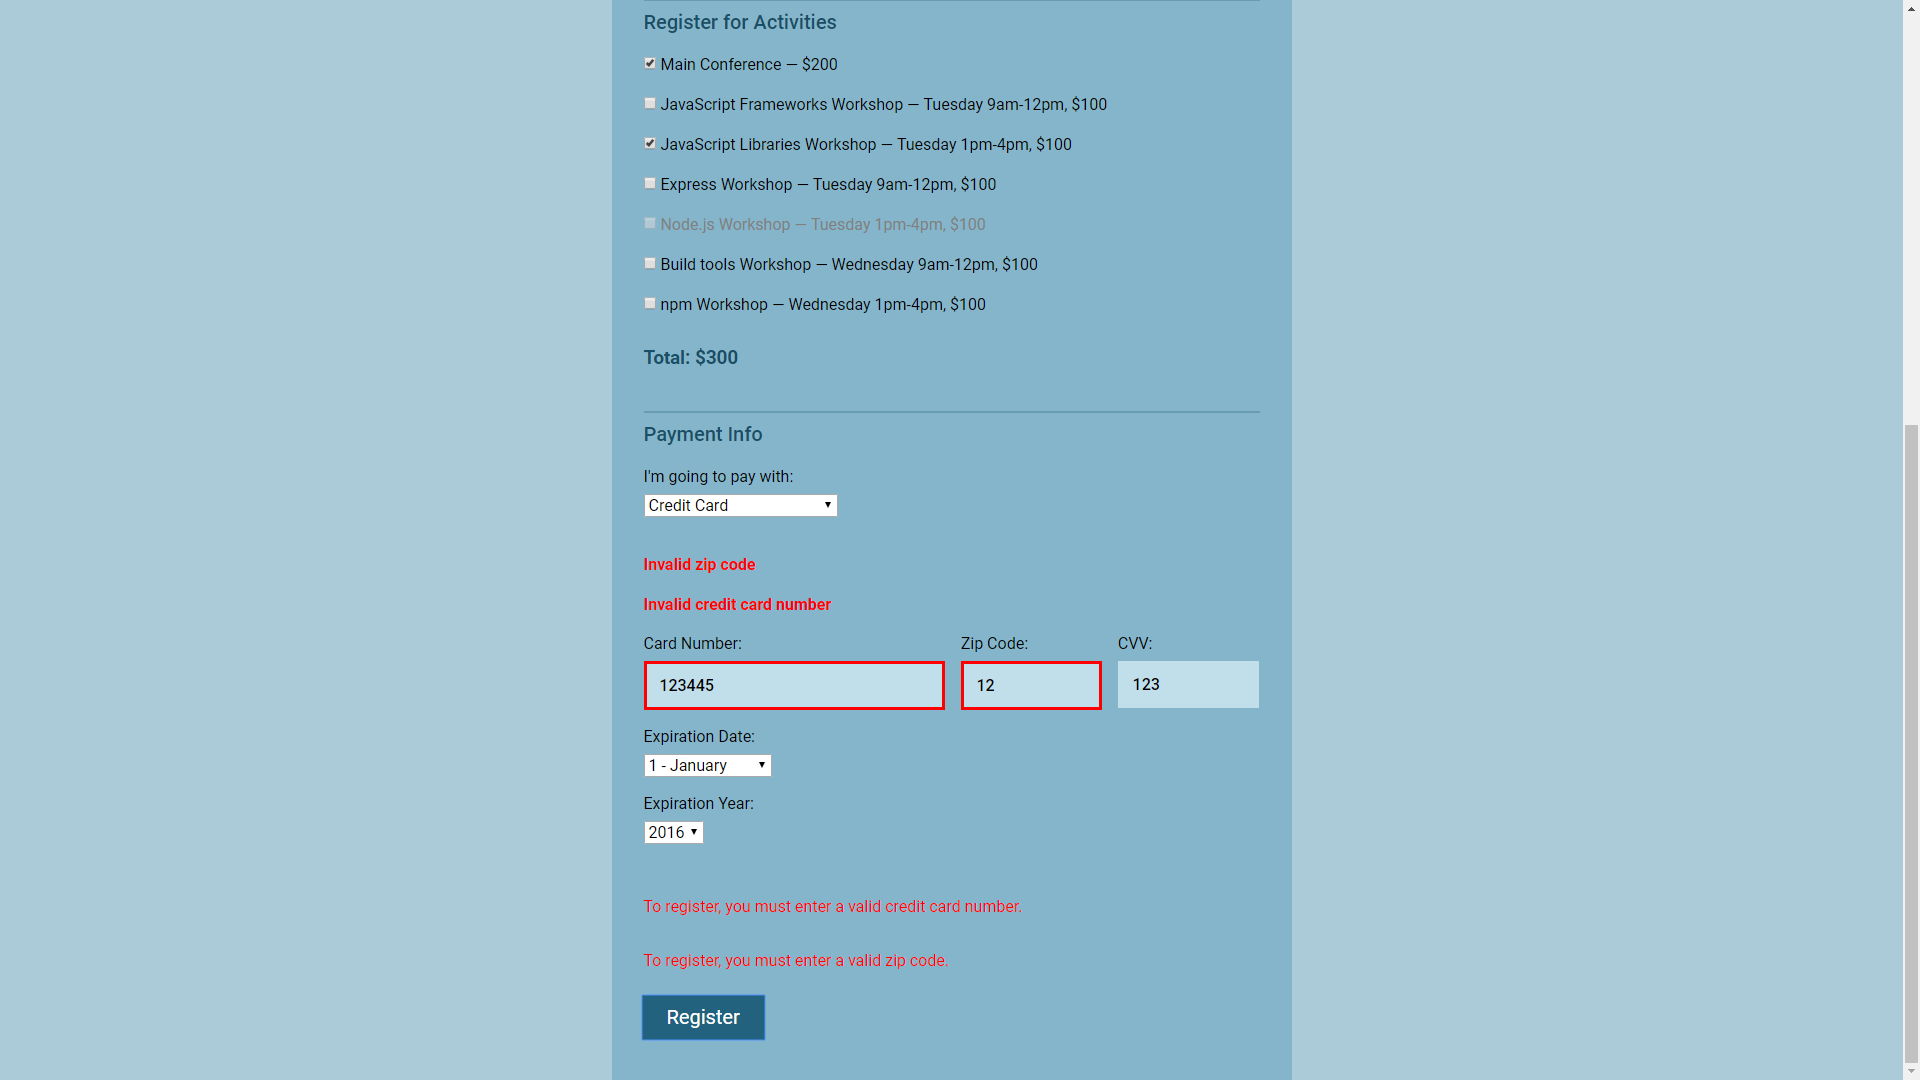 Register for Activities
Main Conference — $200
JavaScript Frameworks Workshop — Tuesday 9am-12pm, $100
JavaScript Libraries Workshop — Tuesday 1pm-4pm, $100
Express Workshop — Tuesday 9am-12pm, $100
Node.js Workshop — Tuesday 1pm-4pm, $100
Build tools Workshop — Wednesday 9am-12pm, $100
npm Workshop — Wednesday 1pm-4pm, $100
Total: $300
Payment Info
I'm going to pay with:
Credit Card
Invalid zip code
Invalid credit card number
Card Number: Zip Code: CVV:
123445 12 123
Expiration Date:
1 - January
Expiration Year:
2016
To register, you must enter a valid credit card number.
To register, you must enter a valid zip code.
Register